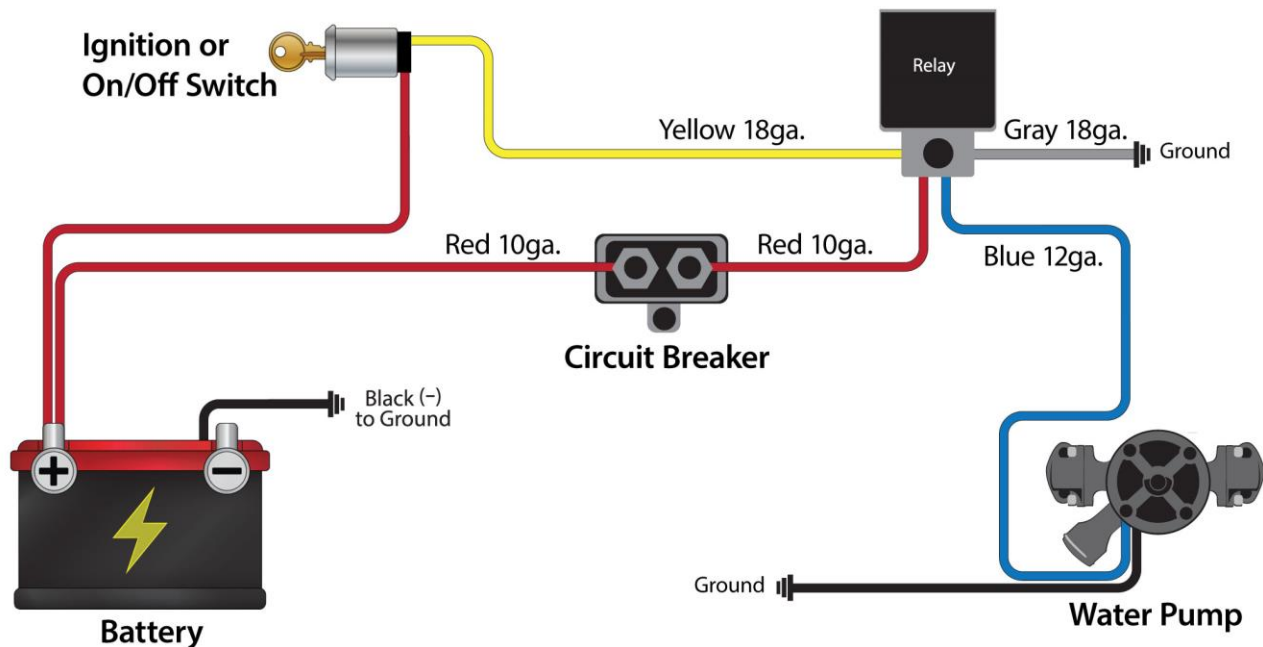 Ignition or
On/Off Switch
Relay
Yellow 18ga.
Gray 18ga.
Ground
Red 10ga.
Red 10ga.
Blue 12ga.
Circuit Breaker
Black (–)
to Ground
+
–
Ground
Water Pump
Battery